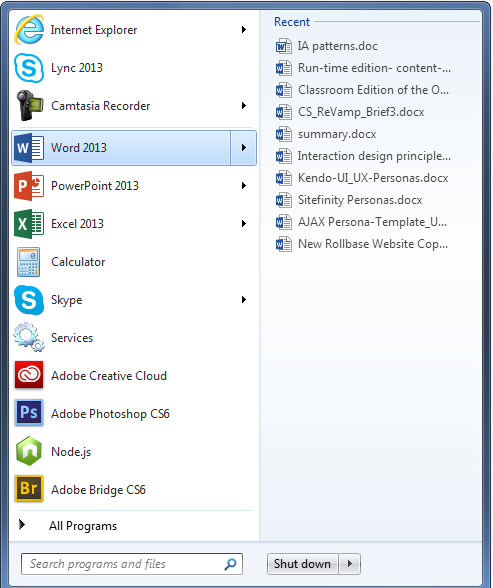 Internet Explorer
Lync 2013
Camtasia Recorder
Word 2013
PowerPoint 2013
Excel 2013
Calculator
Skype
Services
Adobe Creative Cloud
Adobe Photoshop CS6
Node.js
Adobe Bridge CS6
All Programs
Search programs and files
Recent
IA patterns.doc
Run-time edition- content-...
Classroom Edition of the O...
CS_ReVamp_Brief3.docx
summary.docx
Interaction design principle...
Kendo-UI_UX-Personas.docx
Sitefinity Personas.docx
AJAX Persona-Template_U...
New Rollbase Website Cop...
Shut down